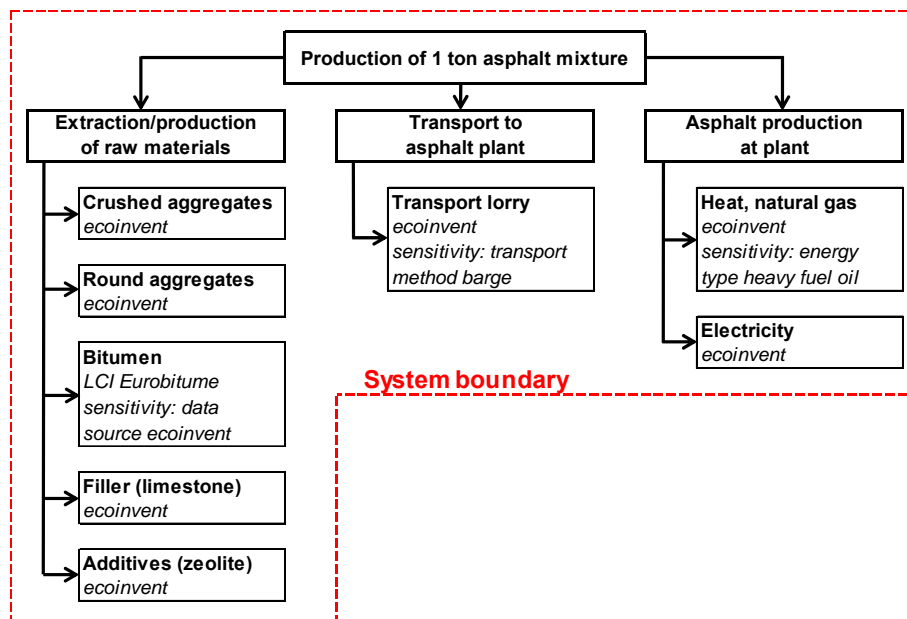 Production of 1 ton asphalt mixture
Extraction/production
of raw materials
Crushed aggregates
ecoinvent
Round aggregates
ecoinvent
Bitumen
LCI Eurobitume
sensitivity: data
source ecoinvent
Filler (limestone)
ecoinvent
Additives (zeolite)
ecoinvent
Transport to
asphalt plant
Transport lorry
ecoinvent
sensitivity: transport
method barge
Asphalt production
at plant
Heat, natural gas
ecoinvent
sensitivity: energy
type heavy fuel oil
Electricity
ecoinvent
System boundary